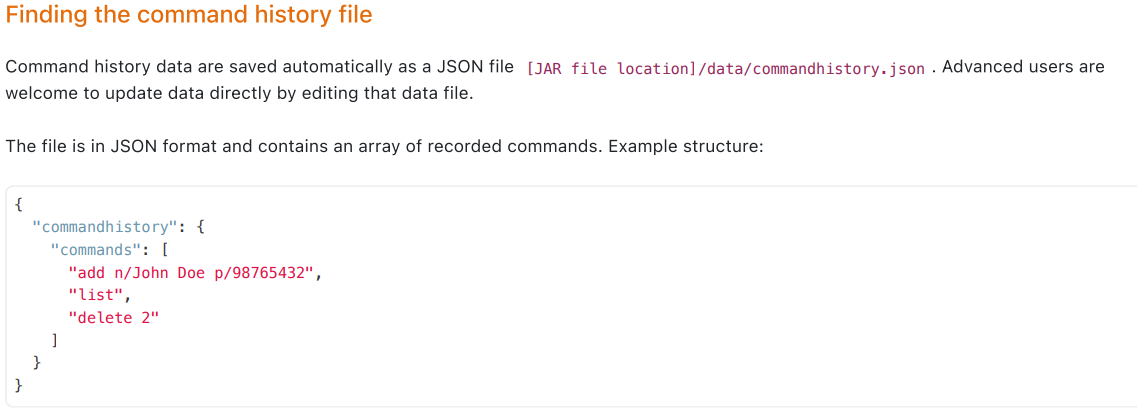 Finding the command history file
Command history data are saved automatically as a JSON file [JAR file location]/data/commandhistory.json . Advanced users are
welcome to update data directly by editing that data file.
The file is in JSON format and contains an array of recorded commands. Example structure:
{
  "commandhistory": {
    "commands": [
      "add n/John Doe p/98765432",
      "list",
      "delete 2"
    ]
  }
}